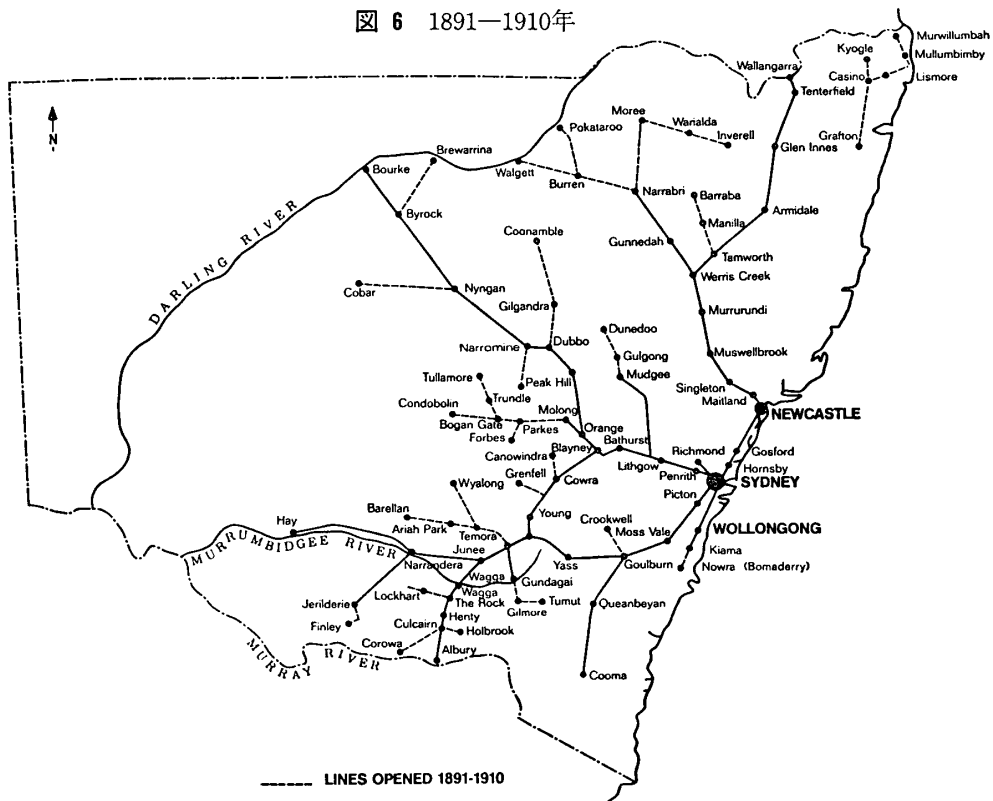 図 6 1891—1910年
Murwillumbah
Kyogle
Mullumbimby
Wallangarra
Casino
Lismore
Tenterfield
N
Moree
Warialda
Pokataroo
Inverell
Grafton
Glen Innes
Brewarrina
Bourke
Walgett
Burren
Narrabri
Barraba
Armidale
Byrock
Manilla
Coonamble
Gunnedah
Tamworth
DARLING RIVER
Werris Creek
Cobar
Nyngan
Gilgandra
Murrurundi
Dunedoo
Narromine
Dubbo
Gulgong
Muswellbrook
Tullamore
Peak Hill
Mudgee
Singleton
Trundle
Maitland
Condobolin
Molong
NEWCASTLE
Bogan Gate
Parkes
Orange
Forbes
Blayney
Bathurst
Richmond
Gosford
Canowindra
Lithgow
Hornsby
Grenfell
Penrith
Wyalong
Cowra
SYDNEY
Picton
Barellan
Young
Crookwell
Hay
Ariah Park
Moss Vale
WOLLONGONG
Temora
MURRUMBIDGEE RIVER
Junee
Kiama
Narrandera
Yass
Goulburn
Nowra (Bomaderry)
Wagga
Wagga
Gundagai
Lockhart
Jerilderie
The Rock
Gilmore
Tumut
Queanbeyan
Henty
Finley
Culcairn
Holbrook
Corowa
MURRAY RIVER
Albury
Cooma
LINES OPENED 1891-1910